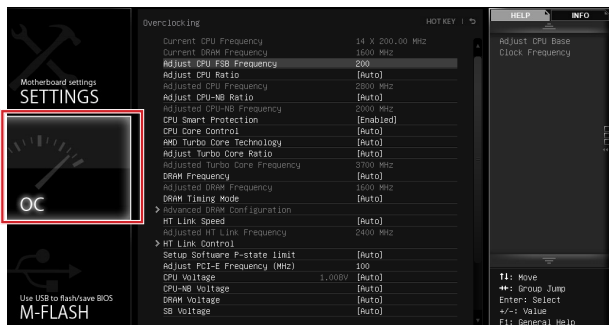 Overclocking HOT KEY
HELP INFO
Current CPU Frequency 14 X 200.00 MHz
Current DRAM Frequency 1600 MHz
Adjust CPU FSB Frequency 200
Adjust CPU Ratio [Auto]
Adjusted CPU Frequency 2800 MHz
Adjust CPU-NB Ratio [Auto]
Adjusted CPU-NB Frequency 2000 MHz
CPU Smart Protection [Enabled]
CPU Core Control [Auto]
AMD Turbo Core Technology [Auto]
Adjust Turbo Core Ratio [Auto]
Adjusted Turbo Core Frequency 3700 MHz
DRAM Frequency [Auto]
Adjusted DRAM Frequency 1600 MHz
DRAM Timing Mode [Auto]
> Advanced DRAM Configuration
HT Link Speed [Auto]
Adjusted HT Link Frequency 2400 MHz
> HT Link Control
Setup Software P-state limit [Auto]
Adjust PCI-E Frequency (MHz) 100
CPU Voltage 1.008V [Auto]
CPU-NB Voltage [Auto]
DRAM Voltage [Auto]
SB Voltage [Auto]
Motherboard settings
SETTINGS
OC
Use USB to flash/save BIOS
M-FLASH
Adjust CPU Base
Clock Frequency
↑↓: Move
↔: Group Jump
Enter: Select
+/-: Value
F1: General Help